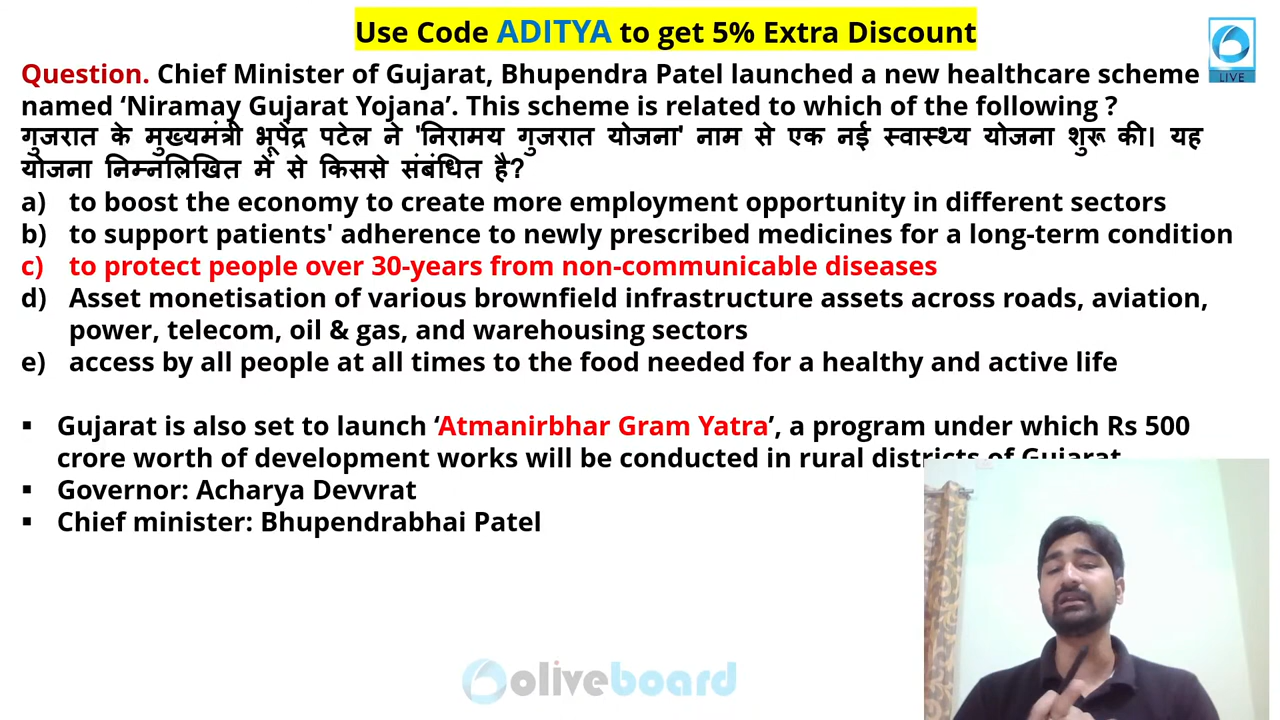 Use Code ADITYA to get 5% Extra Discount
LIVE
Question. Chief Minister of Gujarat, Bhupendra Patel launched a new healthcare scheme
named ‘Niramay Gujarat Yojana’. This scheme is related to which of the following ?
गुजरात के मुख्यमंत्री भूपेंद्र पटेल ने 'निरामय गुजरात योजना' नाम से एक नई स्वास्थ्य योजना शुरू की। यह
योजना निम्नलिखित में से किससे संबंधित है?
a) to boost the economy to create more employment opportunity in different sectors
b) to support patients' adherence to newly prescribed medicines for a long-term condition
c) to protect people over 30-years from non-communicable diseases
d) Asset monetisation of various brownfield infrastructure assets across roads, aviation,
power, telecom, oil & gas, and warehousing sectors
e) access by all people at all times to the food needed for a healthy and active life
▪ Gujarat is also set to launch ‘Atmanirbhar Gram Yatra’, a program under which Rs 500
crore worth of development works will be conducted in rural districts of Gujarat
▪ Governor: Acharya Devvrat
▪ Chief minister: Bhupendrabhai Patel
oliveboard